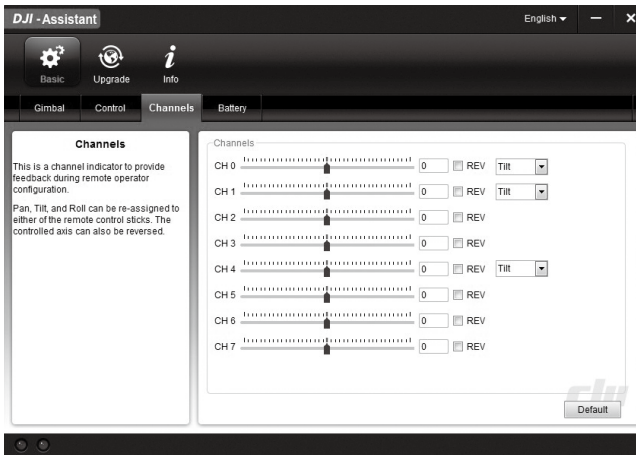 DJI - Assistant
English
Basic
Upgrade
i
Info
Gimbal Control Channels Battery
Channels
This is a channel indicator to provide
feedback during remote operator
configuration.
Pan, Tilt, and Roll can be re-assigned to
either of the remote control sticks. The
controlled axis can also be reversed.
Channels
CH 0 0 REV Tilt
CH 1 0 REV Tilt
CH 2 0 REV
CH 3 0 REV
CH 4 0 REV Tilt
CH 5 0 REV
CH 6 0 REV
CH 7 0 REV
dji
Default